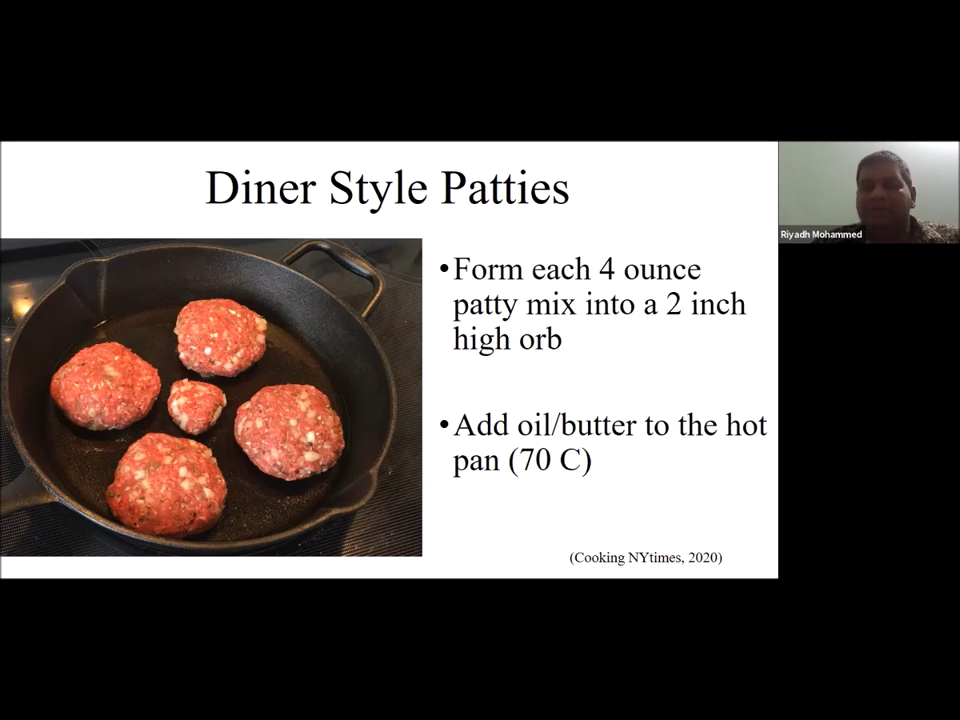 Diner Style Patties
•Form each 4 ounce
patty mix into a 2 inch
high orb
•Add oil/butter to the hot
pan (70 C)
(Cooking NYtimes, 2020)
Riyadh Mohammed